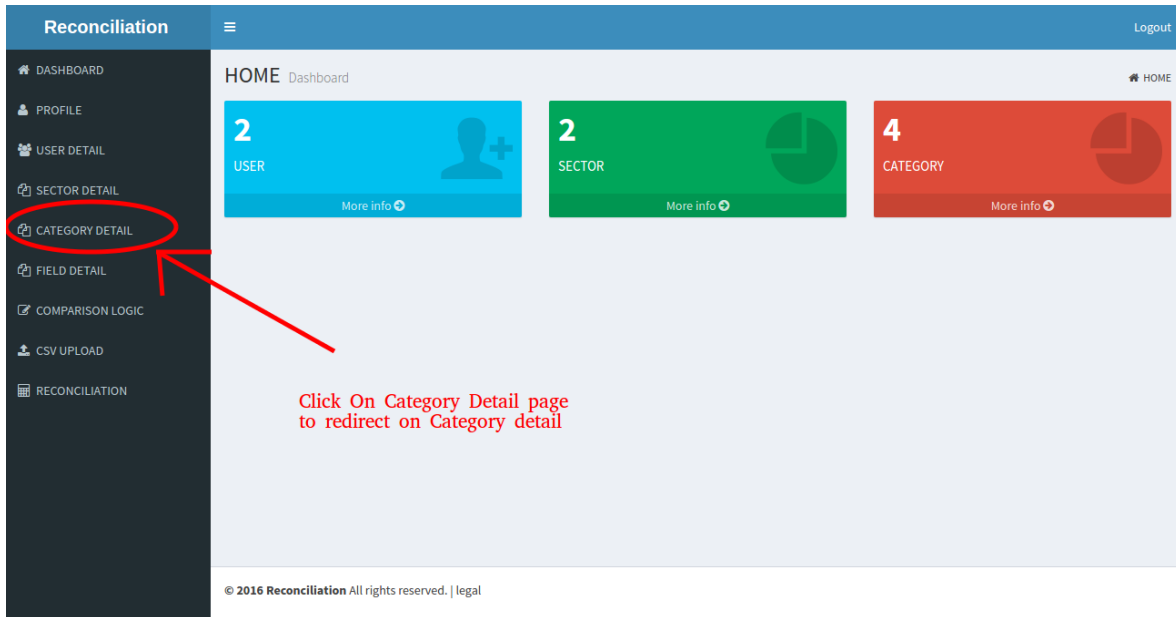 Reconciliation
Logout
DASHBOARD
PROFILE
USER DETAIL
SECTOR DETAIL
CATEGORY DETAIL
FIELD DETAIL
COMPARISON LOGIC
CSV UPLOAD
RECONCILIATION
HOME Dashboard
HOME
2
USER
More info
2
SECTOR
More info
4
CATEGORY
More info
Click On Category Detail page
to redirect on Category detail
© 2016 Reconciliation All rights reserved. | legal